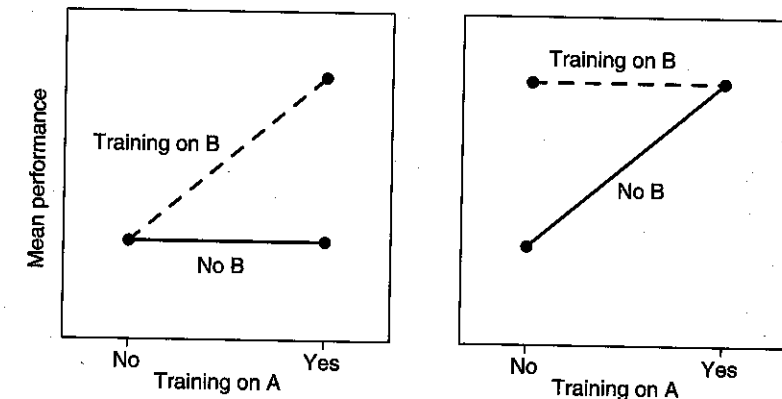 Mean performance
Training on B
No B
No
Yes
Training on A
Training on B
No B
No
Yes
Training on A